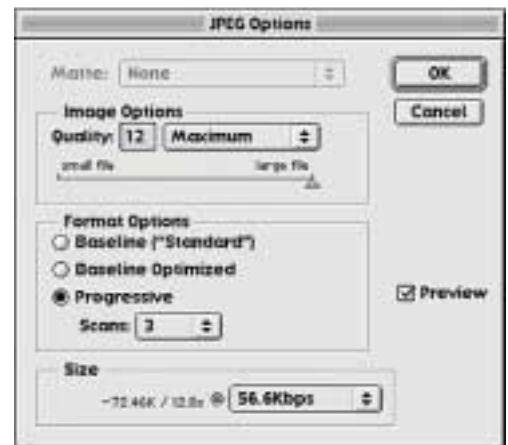 JPEG Options
Matte: None
OK
Image Options
Cancel
Quality: 12 Maximum
small file large file
Format Options
Baseline ("Standard")
Baseline Optimized
Progressive
Preview
Scans: 3
Size
~72.46K / 12.8s @ 56.6Kbps